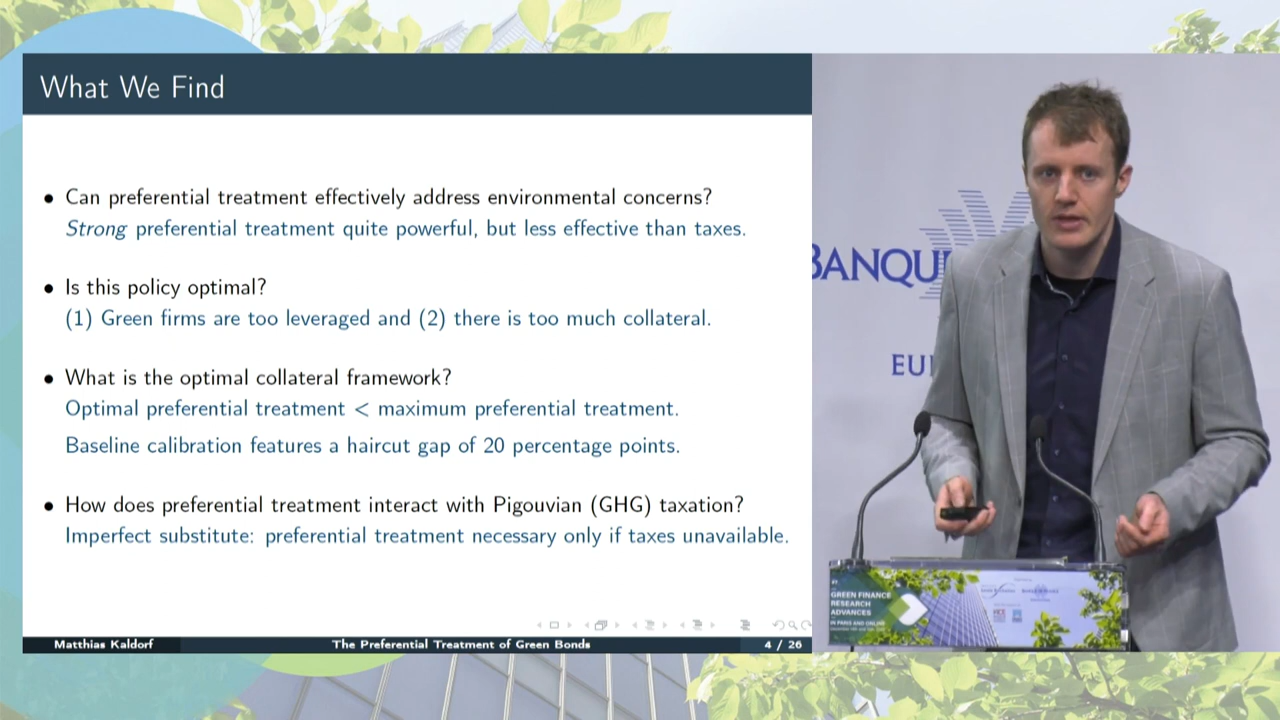 What We Find
• Can preferential treatment effectively address environmental concerns?
Strong preferential treatment quite powerful, but less effective than taxes.
• Is this policy optimal?
(1) Green firms are too leveraged and (2) there is too much collateral.
• What is the optimal collateral framework?
Optimal preferential treatment < maximum preferential treatment.
Baseline calibration features a haircut gap of 20 percentage points.
• How does preferential treatment interact with Pigouvian (GHG) taxation?
Imperfect substitute: preferential treatment necessary only if taxes unavailable.
Matthias Kaldorf
The Preferential Treatment of Green Bonds
4 / 26
BANQU
EU
GREEN FINANCE
RESEARCH
ADVANCES
IN PARIS AND ONLINE